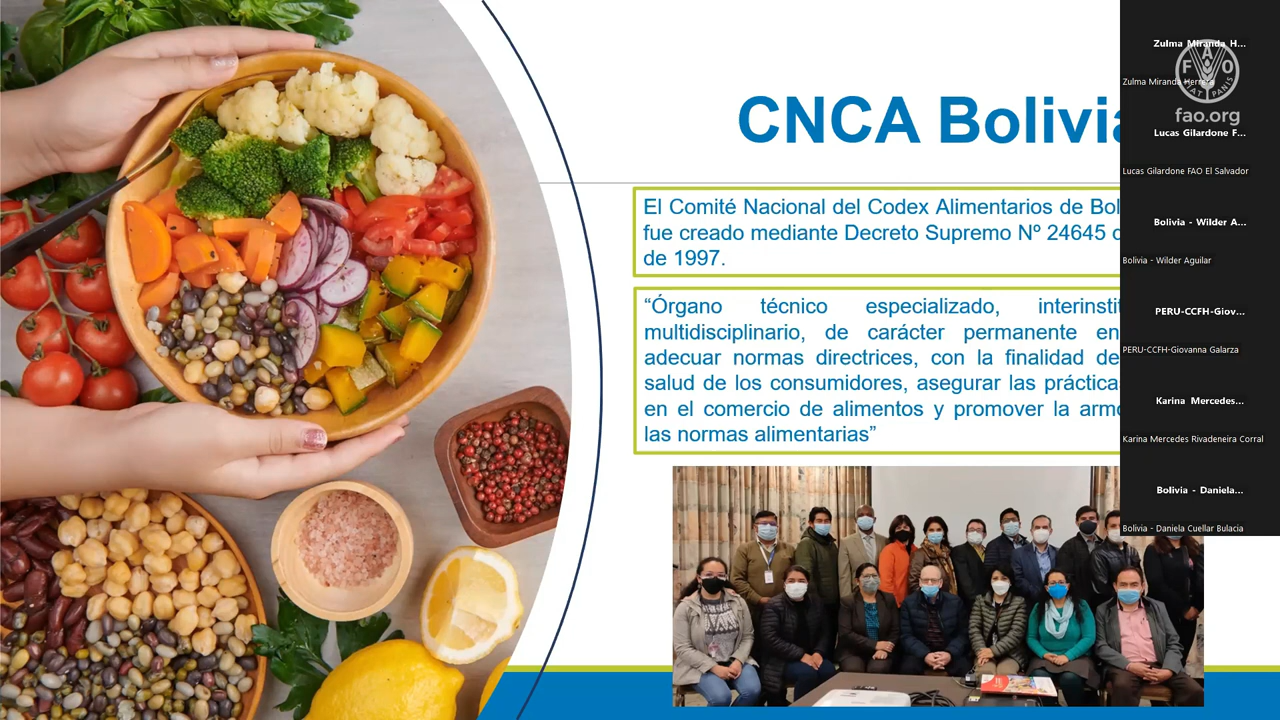 CNCA Bolivia
El Comité Nacional del Codex Alimentarios de Bol
fue creado mediante Decreto Supremo Nº 24645
de 1997.
“Órgano técnico especializado, interinstit
multidisciplinario, de carácter permanente en
adecuar normas directrices, con la finalidad de
salud de los consumidores, asegurar las práctica
en el comercio de alimentos y promover la armo
las normas alimentarias”
Zulma Miranda H...
Zulma Miranda Herrera
FAO
FIAT PANIS
fao.org
Lucas Gilardone F...
Lucas Gilardone FAO El Salvador
Bolivia - Wilder A...
Bolivia - Wilder Aguilar
PERU-CCFH-Giov...
PERU-CCFH-Giovanna Galarza
Karina Mercedes...
Karina Mercedes Rivadeneira Corral
Bolivia - Daniela...
Bolivia - Daniela Cuellar Bulacia